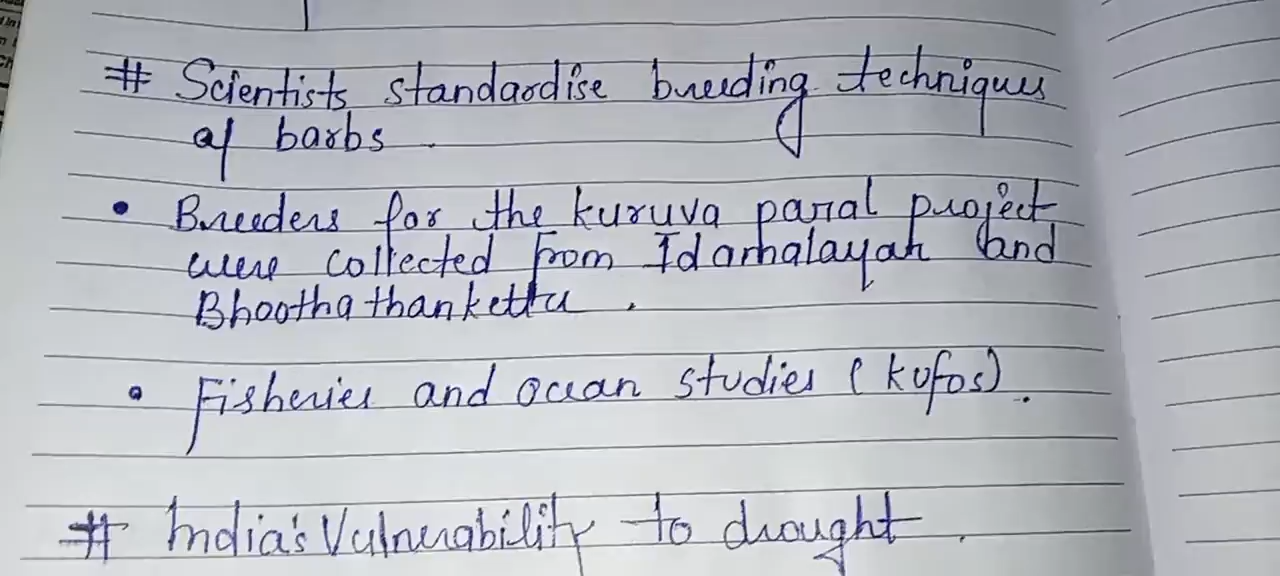 # Scientists standardise breeding techniques
of barbs.
• Breeders for the kuruva paral project
were collected from Idamalayah and
Bhoothathankettu.
• Fisheries and ocean studies (kufos).
# India's Vulnerability to drought.